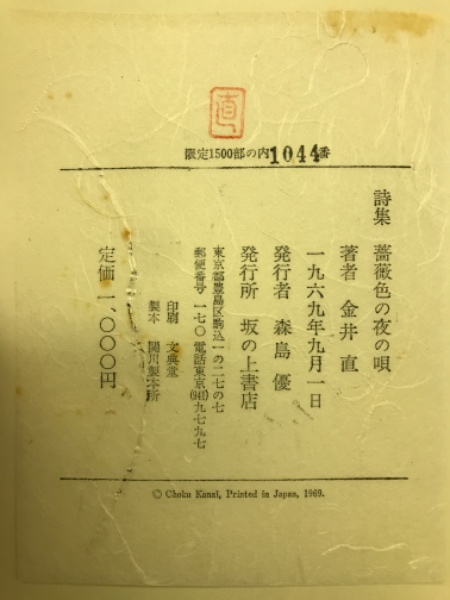 直
限定1500部の内1044番
詩集 薔薇色の夜の唄
著者 金井直
一九六九年九月一日
発行者 森島優
発行所 坂の上書店
東京都豊島区駒込一の二七の七
郵便番号 一七〇 電話東京(941)九七九七
印刷 文典堂
製本 関川製本所
定価 一、〇〇〇円
© Choku Kanai, Printed in Japan, 1969.